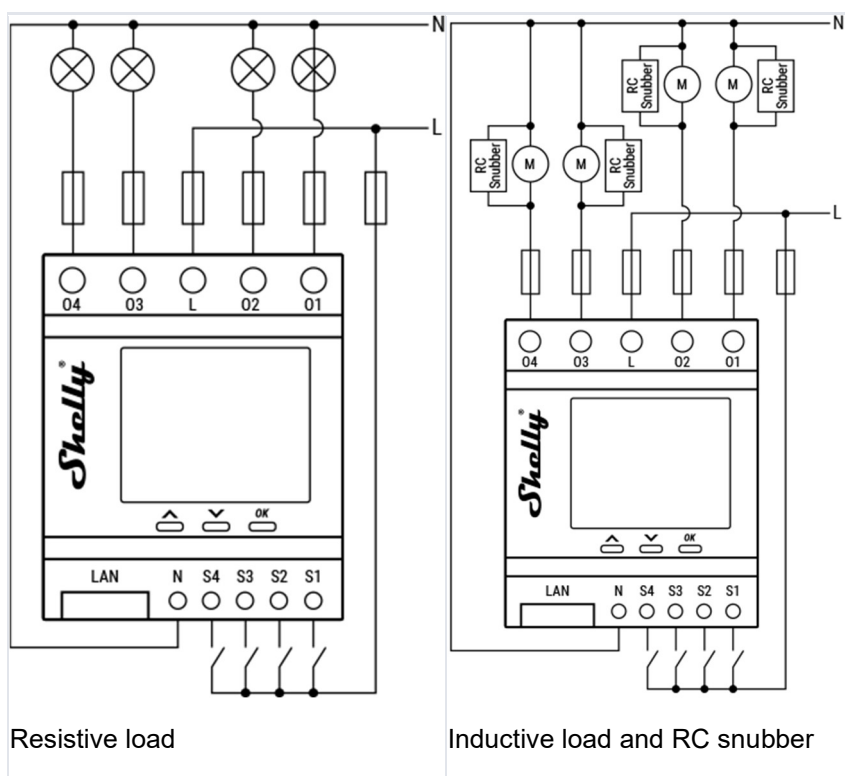 N
L
O4 O3 L O2 O1
Shelly®
OK
LAN N S4 S3 S2 S1
Resistive load
N
RC Snubber M M RC Snubber
RC Snubber M M RC Snubber
L
O4 O3 L O2 O1
Shelly®
OK
LAN N S4 S3 S2 S1
Inductive load and RC snubber